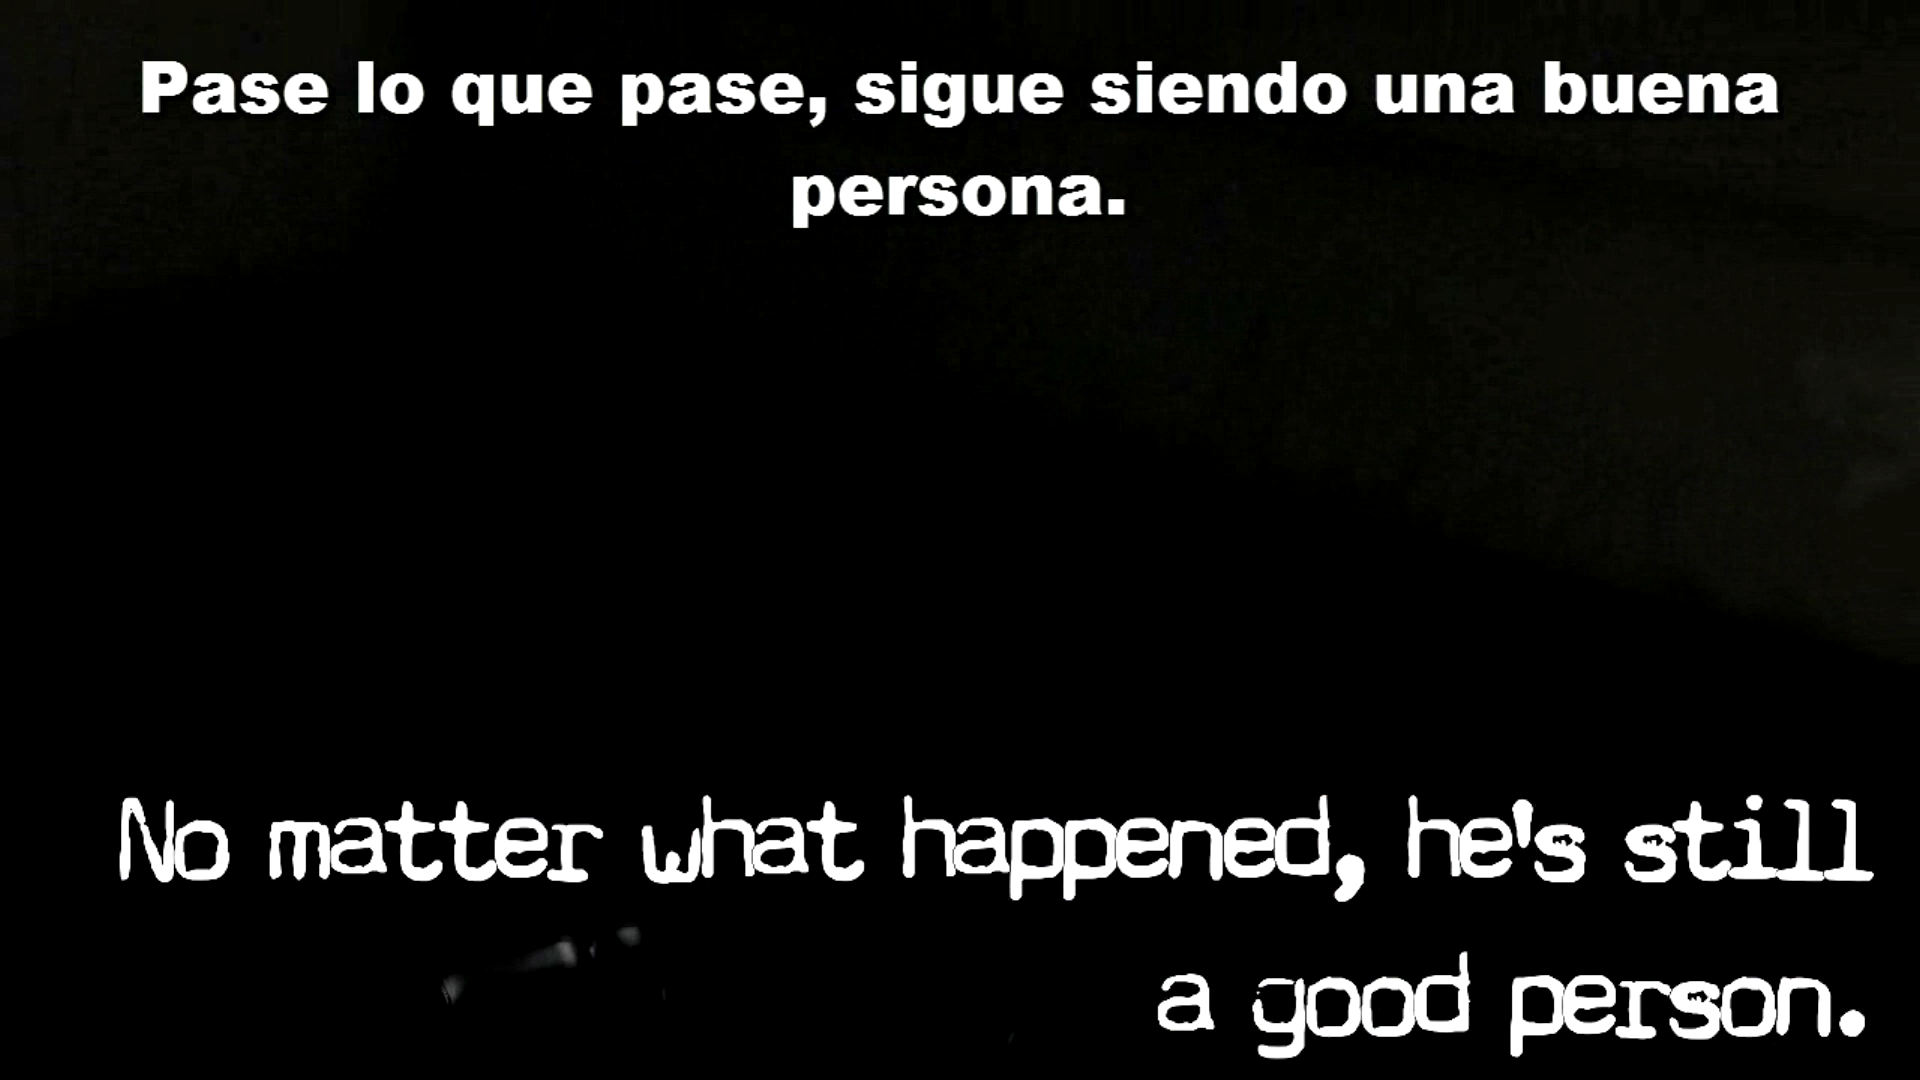 Pase lo que pase, sigue siendo una buena
persona.
No matter what happened, he's still
a good person.